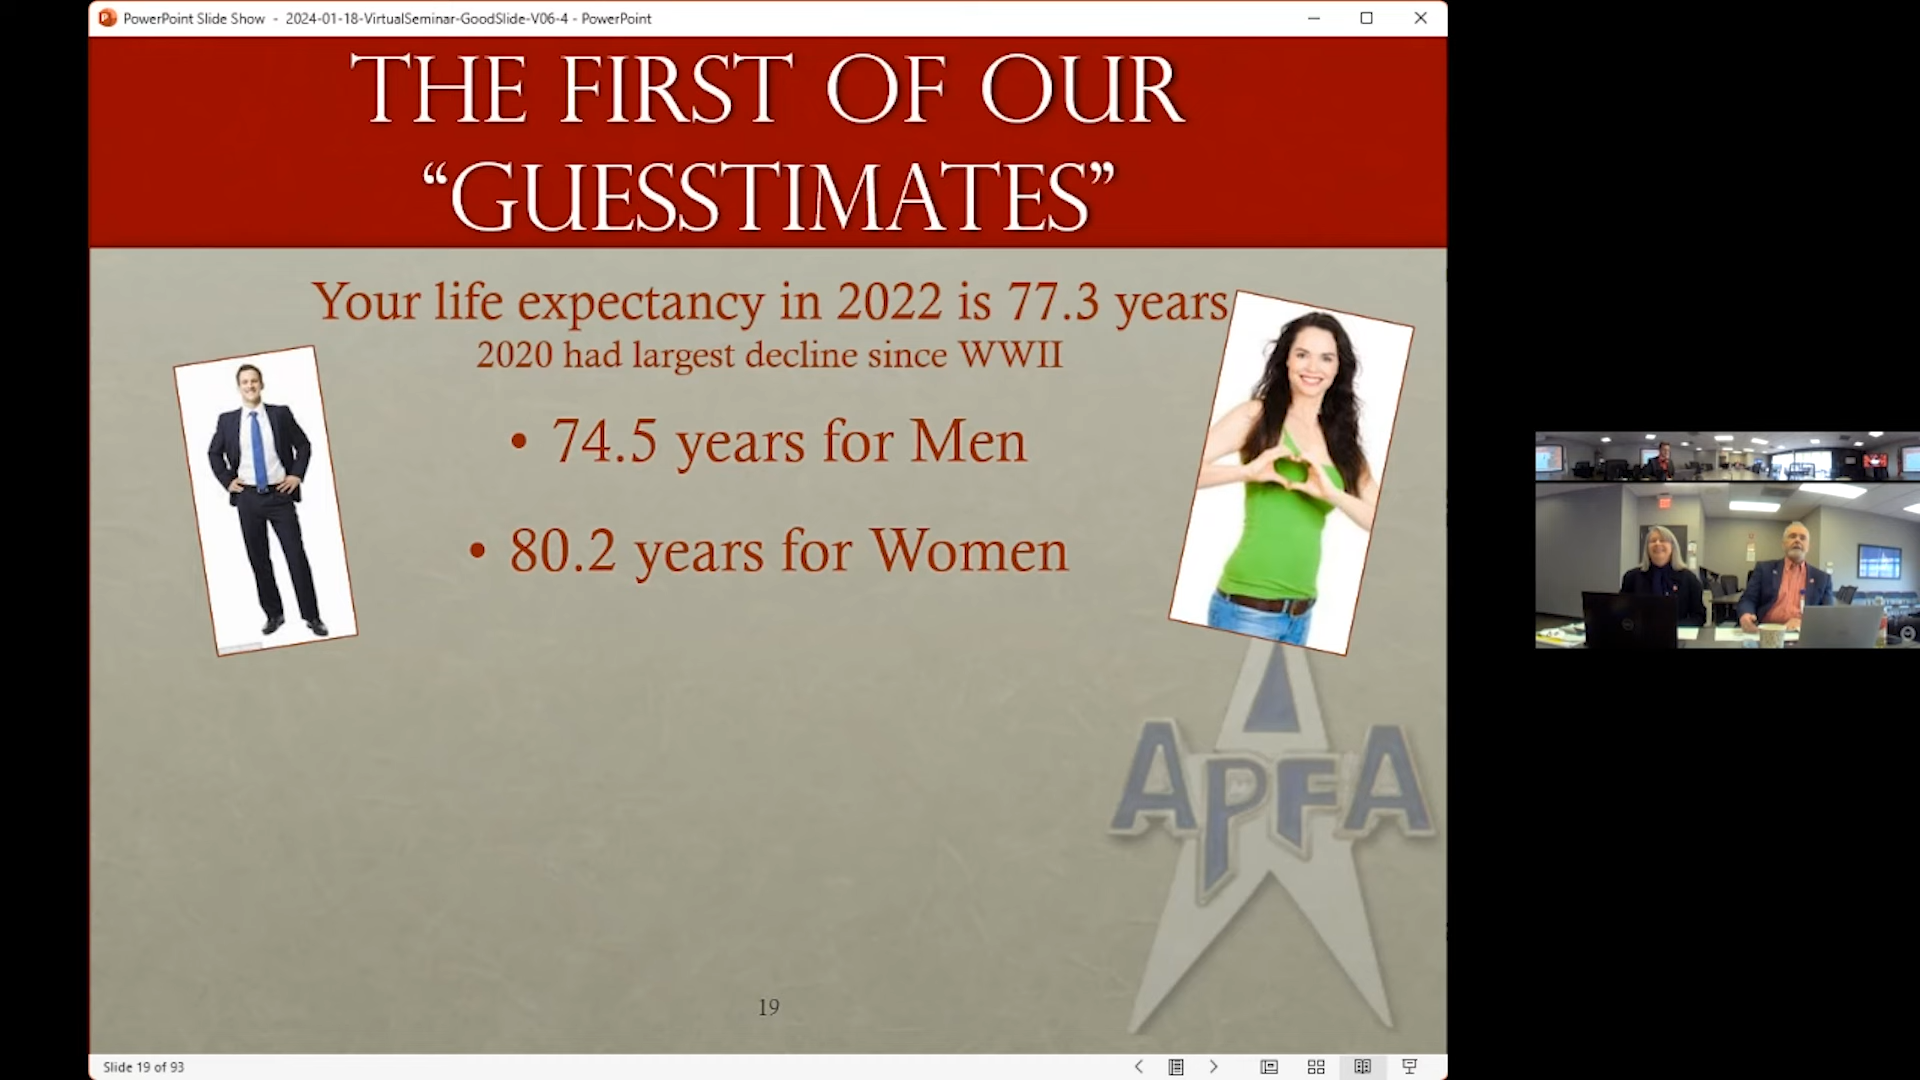 PowerPoint Slide Show - 2024-01-18-VirtualSeminar-GoodSlide-V06-4 - PowerPoint
THE FIRST OF OUR
“GUESSTIMATES”
Your life expectancy in 2022 is 77.3 years
2020 had largest decline since WWII
• 74.5 years for Men
• 80.2 years for Women
APFA
19
Slide 19 of 93